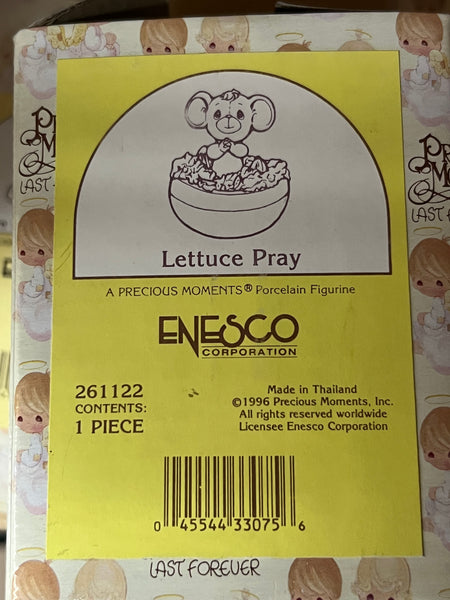 Lettuce Pray
A PRECIOUS MOMENTS® Porcelain Figurine
ENESCO
CORPORATION
261122
CONTENTS:
1 PIECE
Made in Thailand
©1996 Precious Moments, Inc.
All rights reserved worldwide
Licensee Enesco Corporation
0 45544 33075 6
LAST FOREVER